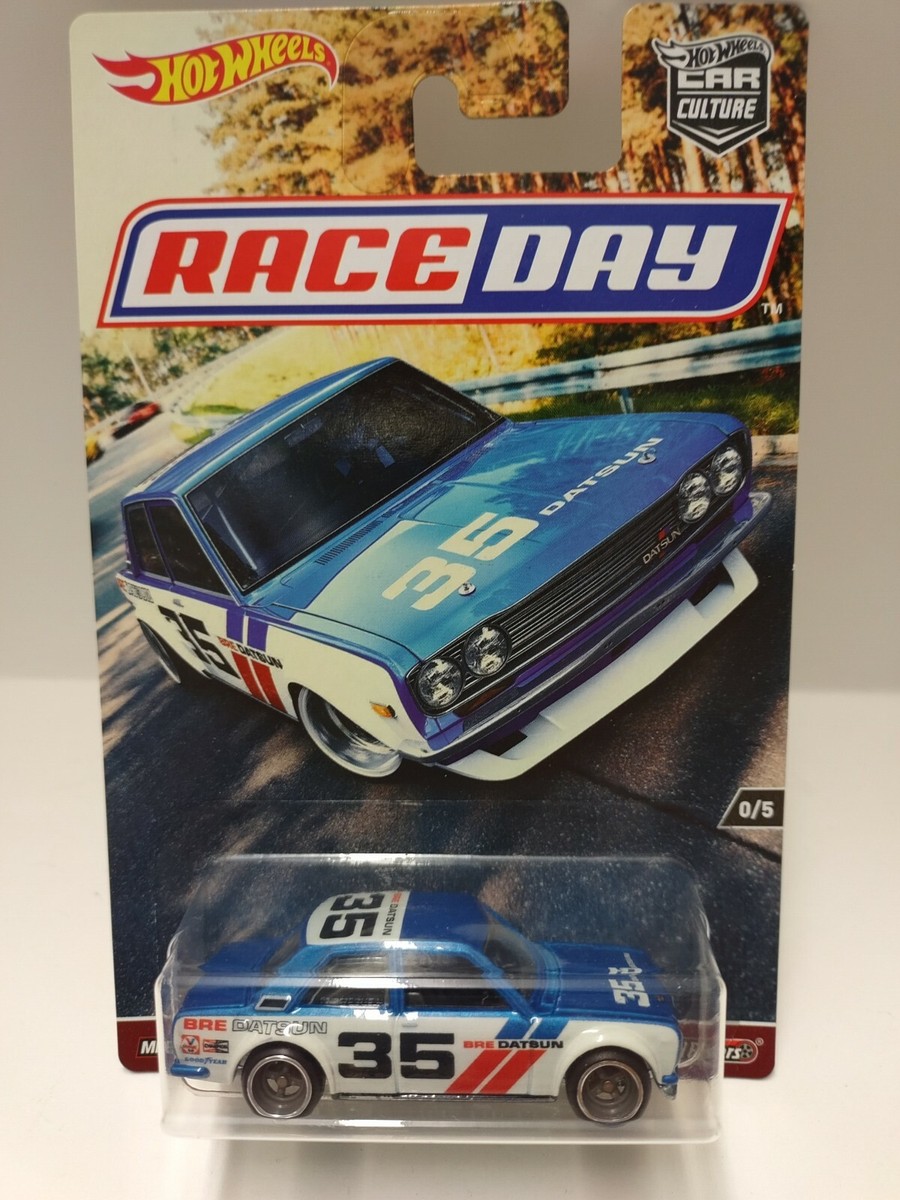 HOT WHEELS
HOT WHEELS
CAR
CULTURE
RACE DAY
TM
DATSUN
35
DATSUN
35
BRE DATSUN
0/5
35
BRE DATSUN
35
BRE DATSUN
35
BRE DATSUN
GOODYEAR